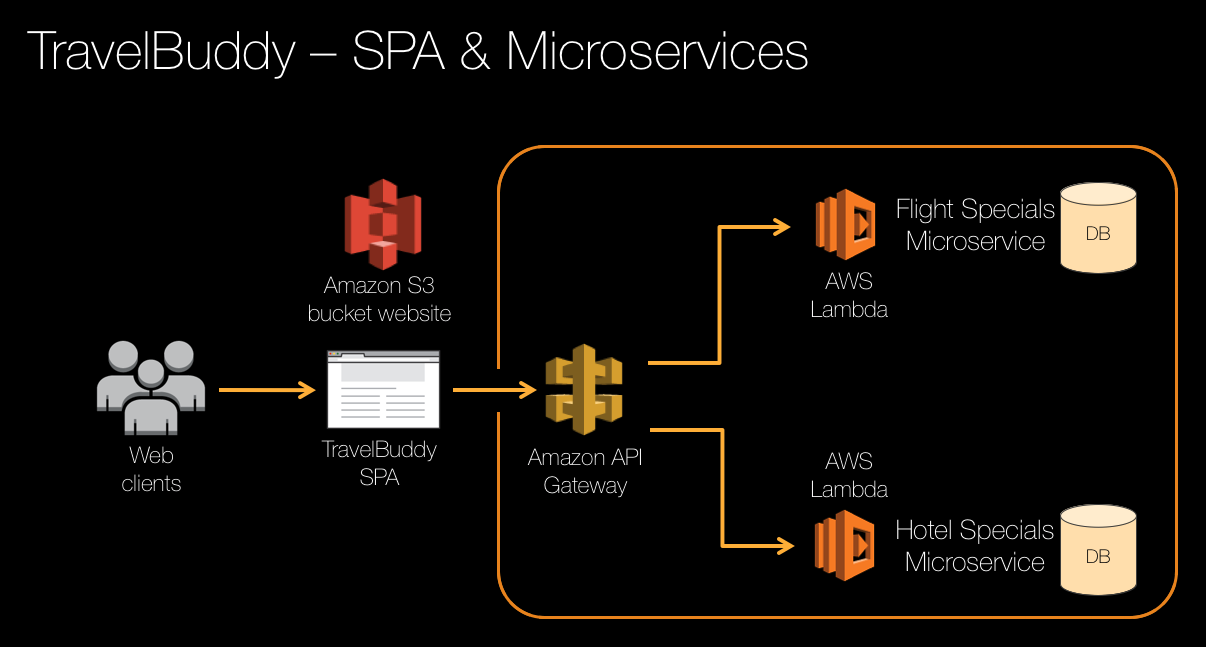 TravelBuddy – SPA & Microservices
Amazon S3
bucket website
Web
clients
TravelBuddy
SPA
Amazon API
Gateway
AWS
Lambda
Flight Specials
Microservice
DB
AWS
Lambda
Hotel Specials
Microservice
DB